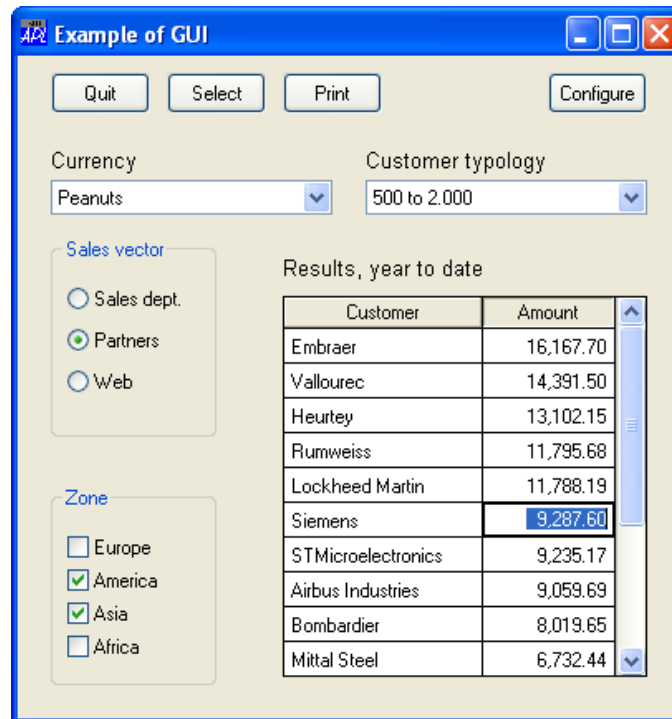 APL Example of GUI
Quit Select Print Configure
Currency Customer typology
Peanuts 500 to 2.000
Sales vector
Sales dept.
Partners
Web
Zone
Europe
America
Asia
Africa
Results, year to date
Customer Amount
Embraer 16,167.70
Vallourec 14,391.50
Heurtey 13,102.15
Rumweiss 11,795.68
Lockheed Martin 11,788.19
Siemens 9,287.60
STMicroelectronics 9,235.17
Airbus Industries 9,059.69
Bombardier 8,019.65
Mittal Steel 6,732.44